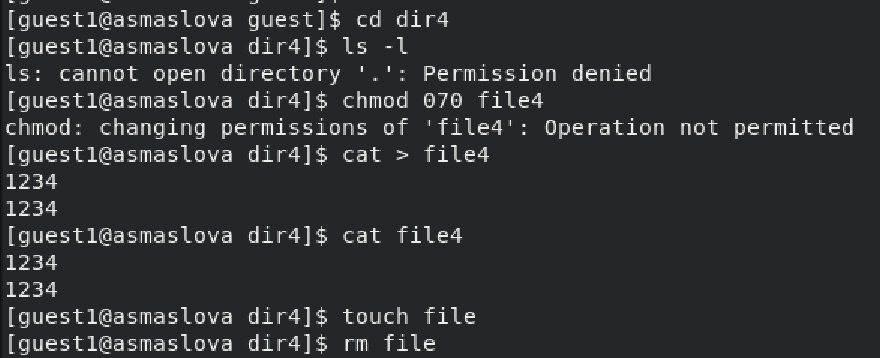 [guest1@asmaslova guest]$ cd dir4
[guest1@asmaslova dir4]$ ls -l
ls: cannot open directory '.': Permission denied
[guest1@asmaslova dir4]$ chmod 070 file4
chmod: changing permissions of 'file4': Operation not permitted
[guest1@asmaslova dir4]$ cat > file4
1234
1234
[guest1@asmaslova dir4]$ cat file4
1234
1234
[guest1@asmaslova dir4]$ touch file
[guest1@asmaslova dir4]$ rm file